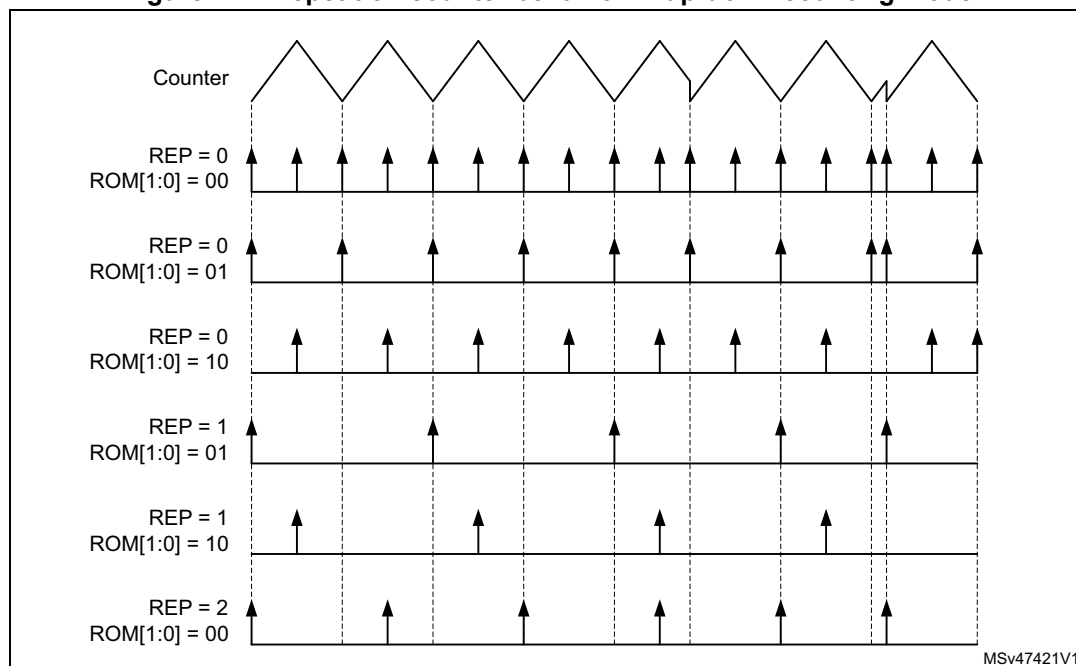 Counter
REP = 0
ROM[1:0] = 00
REP = 0
ROM[1:0] = 01
REP = 0
ROM[1:0] = 10
REP = 1
ROM[1:0] = 01
REP = 1
ROM[1:0] = 10
REP = 2
ROM[1:0] = 00
MSv47421V1